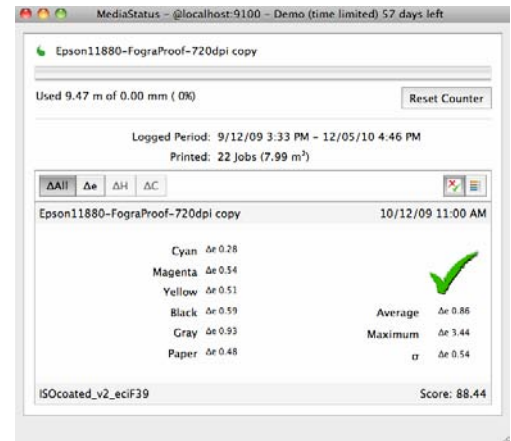 MediaStatus - @localhost:9100 - Demo (time limited) 57 days left
Epson11880-FograProof-720dpi copy
Used 9.47 m of 0.00 mm ( 0%)
Reset Counter
Logged Period: 9/12/09 3:33 PM - 12/05/10 4:46 PM
Printed: 22 Jobs (7.99 m²)
ΔAll Δe ΔH ΔC
Epson11880-FograProof-720dpi copy 10/12/09 11:00 AM
Cyan Δe 0.28
Magenta Δe 0.54
Yellow Δe 0.51
Black Δe 0.59 Average Δe 0.86
Gray Δe 0.93 Maximum Δe 3.44
Paper Δe 0.48 σ Δe 0.54
ISOcoated_v2_eciF39 Score: 88.44